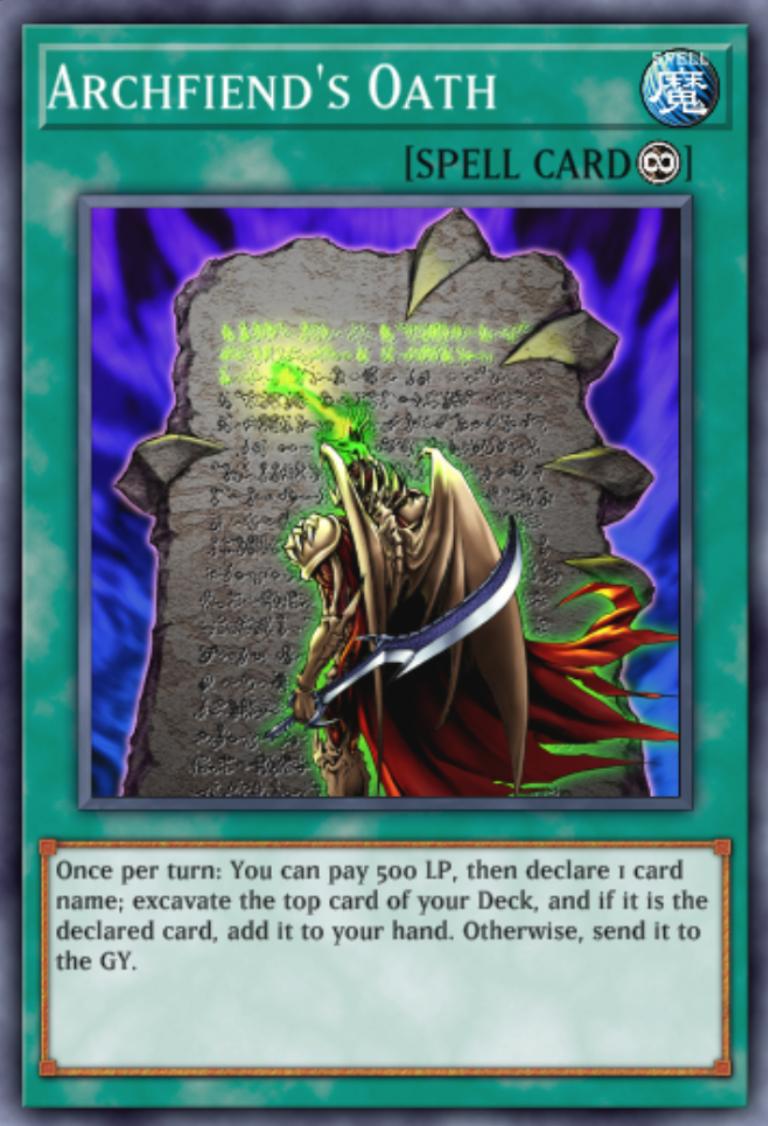 ARCHFIEND'S OATH
SPELL
魔
[SPELL CARD]
Once per turn: You can pay 500 LP, then declare 1 card
name; excavate the top card of your Deck, and if it is the
declared card, add it to your hand. Otherwise, send it to
the GY.